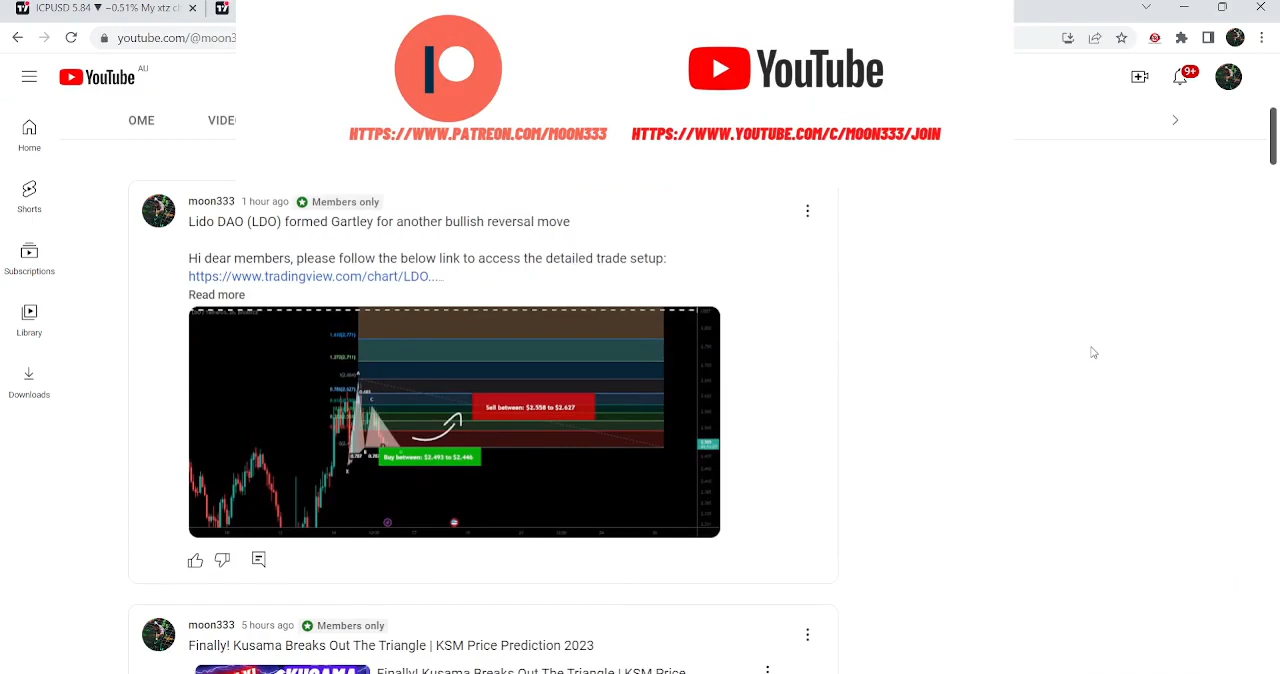 ICPUSD 5.84 ▼ −0.51% My xtz cl
youtube.com/@moon3
HTTPS://WWW.PATREON.COM/MOON333
YouTube
HTTPS://WWW.YOUTUBE.COM/C/MOON333/JOIN
YouTube AU
9+
OME
VIDE
Home
Shorts
Subscriptions
Library
Downloads
moon333 1 hour ago Members only
Lido DAO (LDO) formed Gartley for another bullish reversal move
Hi dear members, please follow the below link to access the detailed trade setup:
https://www.tradingview.com/chart/LDO.....
Read more
Sell between: $2.558 to $2.627
Buy between: $2.493 to $2.446
moon333 5 hours ago Members only
Finally! Kusama Breaks Out The Triangle | KSM Price Prediction 2023
KUSAMA
Finally! Kusama Breaks Out The Triangle | KSM Price